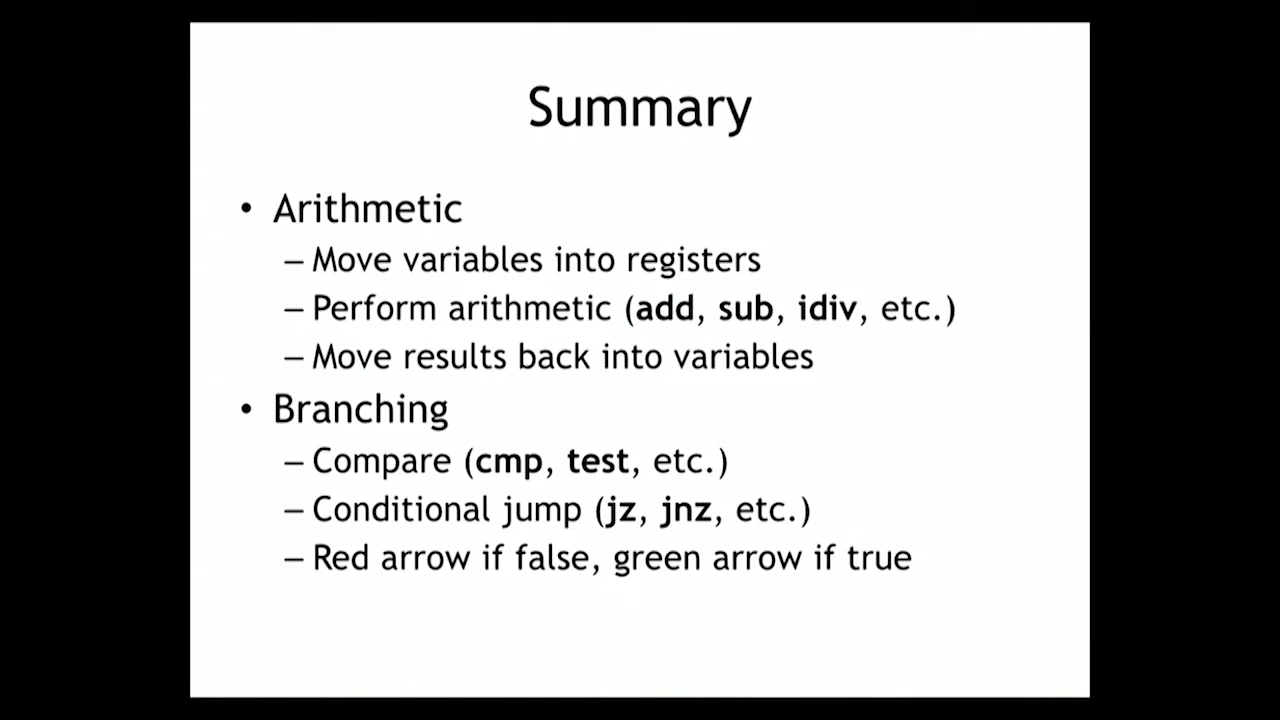 Summary
• Arithmetic
– Move variables into registers
– Perform arithmetic (add, sub, idiv, etc.)
– Move results back into variables
• Branching
– Compare (cmp, test, etc.)
– Conditional jump (jz, jnz, etc.)
– Red arrow if false, green arrow if true